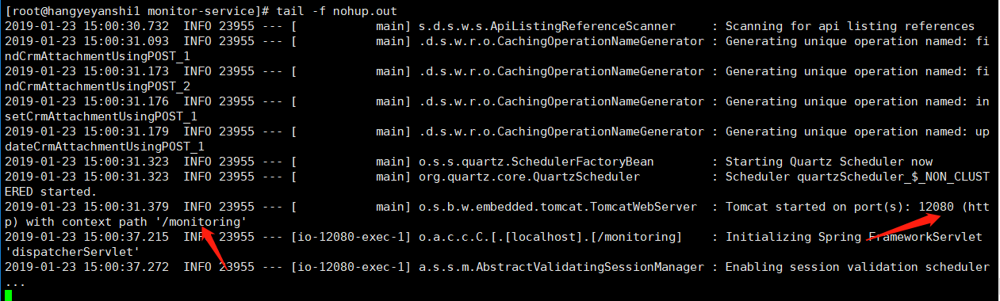 [root@hangyeyanshi1 monitor-service]# tail -f nohup.out
2019-01-23 15:00:30.732  INFO 23955 --- [           main] s.d.s.w.s.ApiListingReferenceScanner     : Scanning for api listing references
2019-01-23 15:00:31.093  INFO 23955 --- [           main] .d.s.w.r.o.CachingOperationNameGenerator : Generating unique operation named: fi
ndCrmAttachmentUsingPOST_1
2019-01-23 15:00:31.173  INFO 23955 --- [           main] .d.s.w.r.o.CachingOperationNameGenerator : Generating unique operation named: fi
ndCrmAttachmentUsingPOST_2
2019-01-23 15:00:31.176  INFO 23955 --- [           main] .d.s.w.r.o.CachingOperationNameGenerator : Generating unique operation named: in
setCrmAttachmentUsingPOST_1
2019-01-23 15:00:31.179  INFO 23955 --- [           main] .d.s.w.r.o.CachingOperationNameGenerator : Generating unique operation named: up
dateCrmAttachmentUsingPOST_1
2019-01-23 15:00:31.323  INFO 23955 --- [           main] o.s.s.quartz.SchedulerFactoryBean        : Starting Quartz Scheduler now
2019-01-23 15:00:31.323  INFO 23955 --- [           main] org.quartz.core.QuartzScheduler          : Scheduler quartzScheduler_$_NON_CLUST
ERED started.
2019-01-23 15:00:31.379  INFO 23955 --- [           main] o.s.b.w.embedded.tomcat.TomcatWebServer  : Tomcat started on port(s): 12080 (htt
p) with context path '/monitoring'
2019-01-23 15:00:37.215  INFO 23955 --- [io-12080-exec-1] o.a.c.c.C.[.[localhost].[/monitoring]    : Initializing Spring FrameworkServlet
'dispatcherServlet'
2019-01-23 15:00:37.272  INFO 23955 --- [io-12080-exec-1] a.s.s.m.AbstractValidatingSessionManager : Enabling session validation scheduler
...